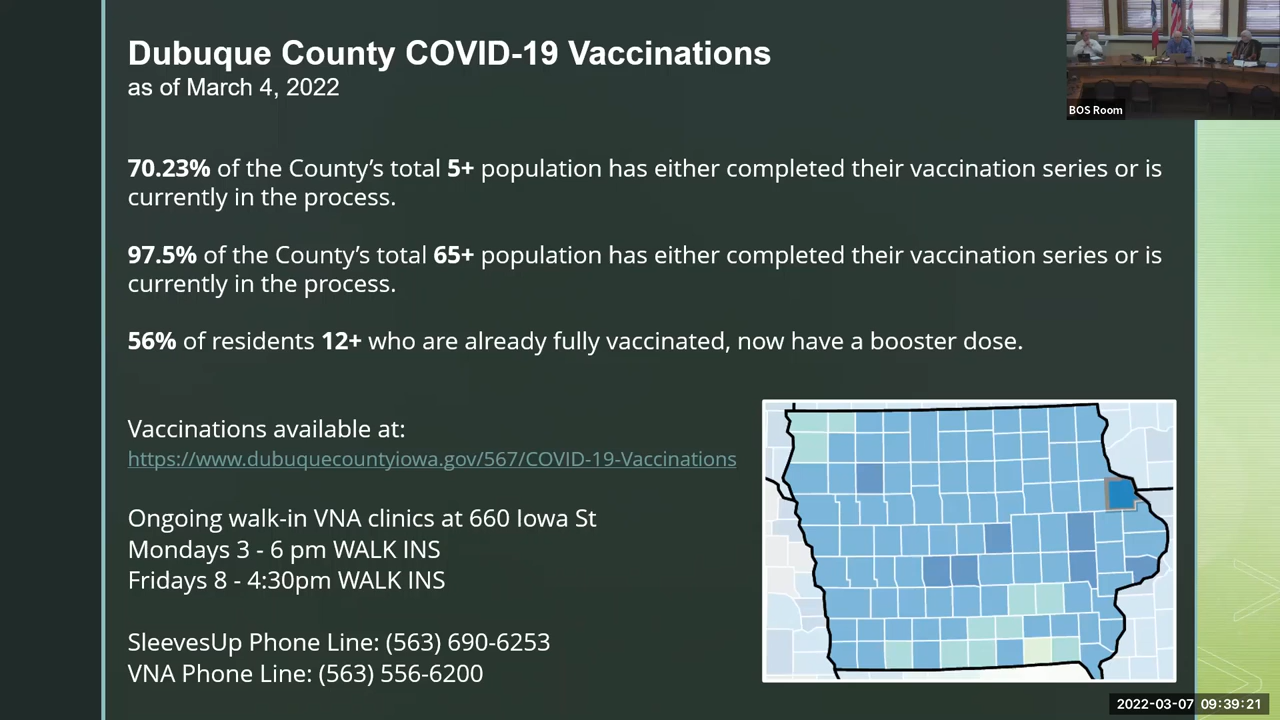 Dubuque County COVID-19 Vaccinations
as of March 4, 2022
BOS Room
70.23% of the County’s total 5+ population has either completed their vaccination series or is
currently in the process.
97.5% of the County’s total 65+ population has either completed their vaccination series or is
currently in the process.
56% of residents 12+ who are already fully vaccinated, now have a booster dose.
Vaccinations available at:
https://www.dubuquecountyiowa.gov/567/COVID-19-Vaccinations
Ongoing walk-in VNA clinics at 660 Iowa St
Mondays 3 - 6 pm WALK INS
Fridays 8 - 4:30pm WALK INS
SleevesUp Phone Line: (563) 690-6253
VNA Phone Line: (563) 556-6200
2022-03-07 09:39:21